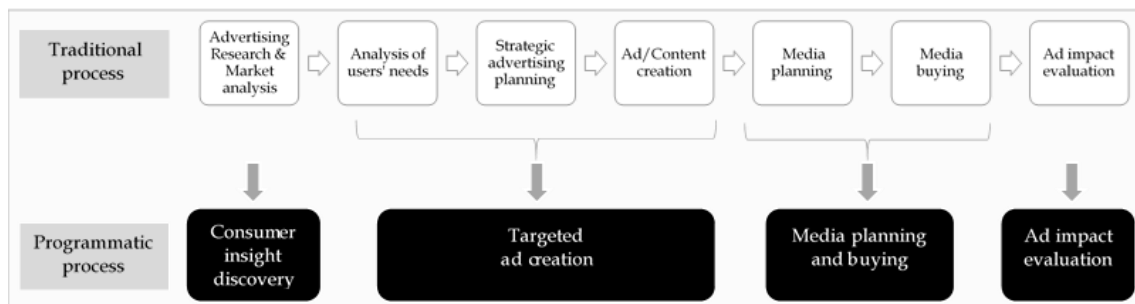 Traditional
process
Advertising
Research &
Market
analysis
Analysis of
users' needs
Strategic
advertising
planning
Ad/Content
creation
Media
planning
Media
buying
Ad impact
evaluation
Programmatic
process
Consumer
insight
discovery
Targeted
ad creation
Media planning
and buying
Ad impact
evaluation